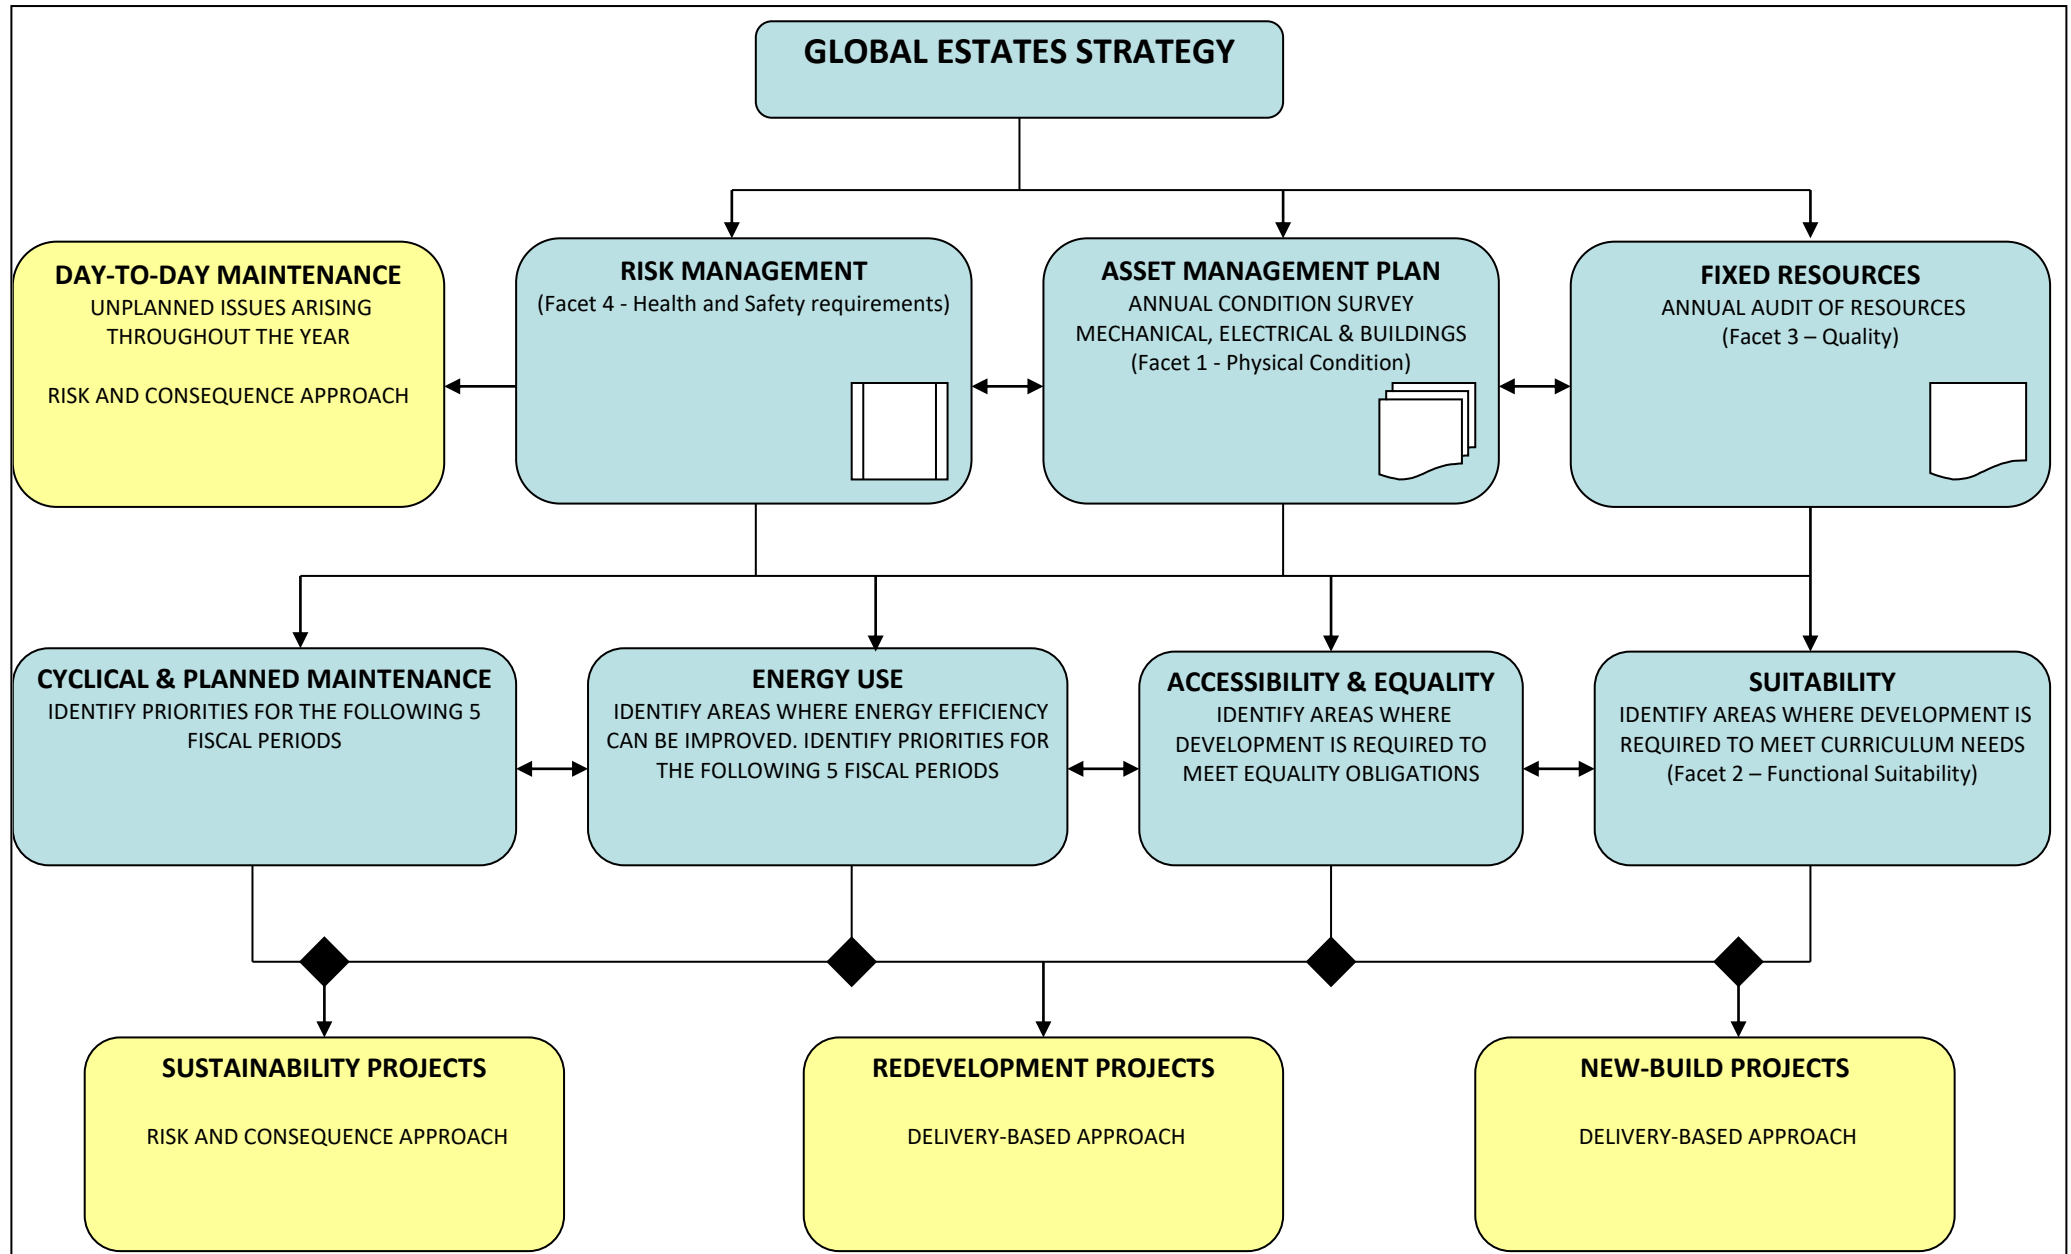 GLOBAL ESTATES STRATEGY
DAY-TO-DAY MAINTENANCE
UNPLANNED ISSUES ARISING
THROUGHOUT THE YEAR
RISK AND CONSEQUENCE APPROACH
RISK MANAGEMENT
(Facet 4 - Health and Safety requirements)
ASSET MANAGEMENT PLAN
ANNUAL CONDITION SURVEY
MECHANICAL, ELECTRICAL & BUILDINGS
(Facet 1 - Physical Condition)
FIXED RESOURCES
ANNUAL AUDIT OF RESOURCES
(Facet 3 – Quality)
CYCLICAL & PLANNED MAINTENANCE
IDENTIFY PRIORITIES FOR THE FOLLOWING 5
FISCAL PERIODS
ENERGY USE
IDENTIFY AREAS WHERE ENERGY EFFICIENCY
CAN BE IMPROVED. IDENTIFY PRIORITIES FOR
THE FOLLOWING 5 FISCAL PERIODS
ACCESSIBILITY & EQUALITY
IDENTIFY AREAS WHERE
DEVELOPMENT IS REQUIRED TO
MEET EQUALITY OBLIGATIONS
SUITABILITY
IDENTIFY AREAS WHERE DEVELOPMENT IS
REQUIRED TO MEET CURRICULUM NEEDS
(Facet 2 – Functional Suitability)
SUSTAINABILITY PROJECTS
RISK AND CONSEQUENCE APPROACH
REDEVELOPMENT PROJECTS
DELIVERY-BASED APPROACH
NEW-BUILD PROJECTS
DELIVERY-BASED APPROACH